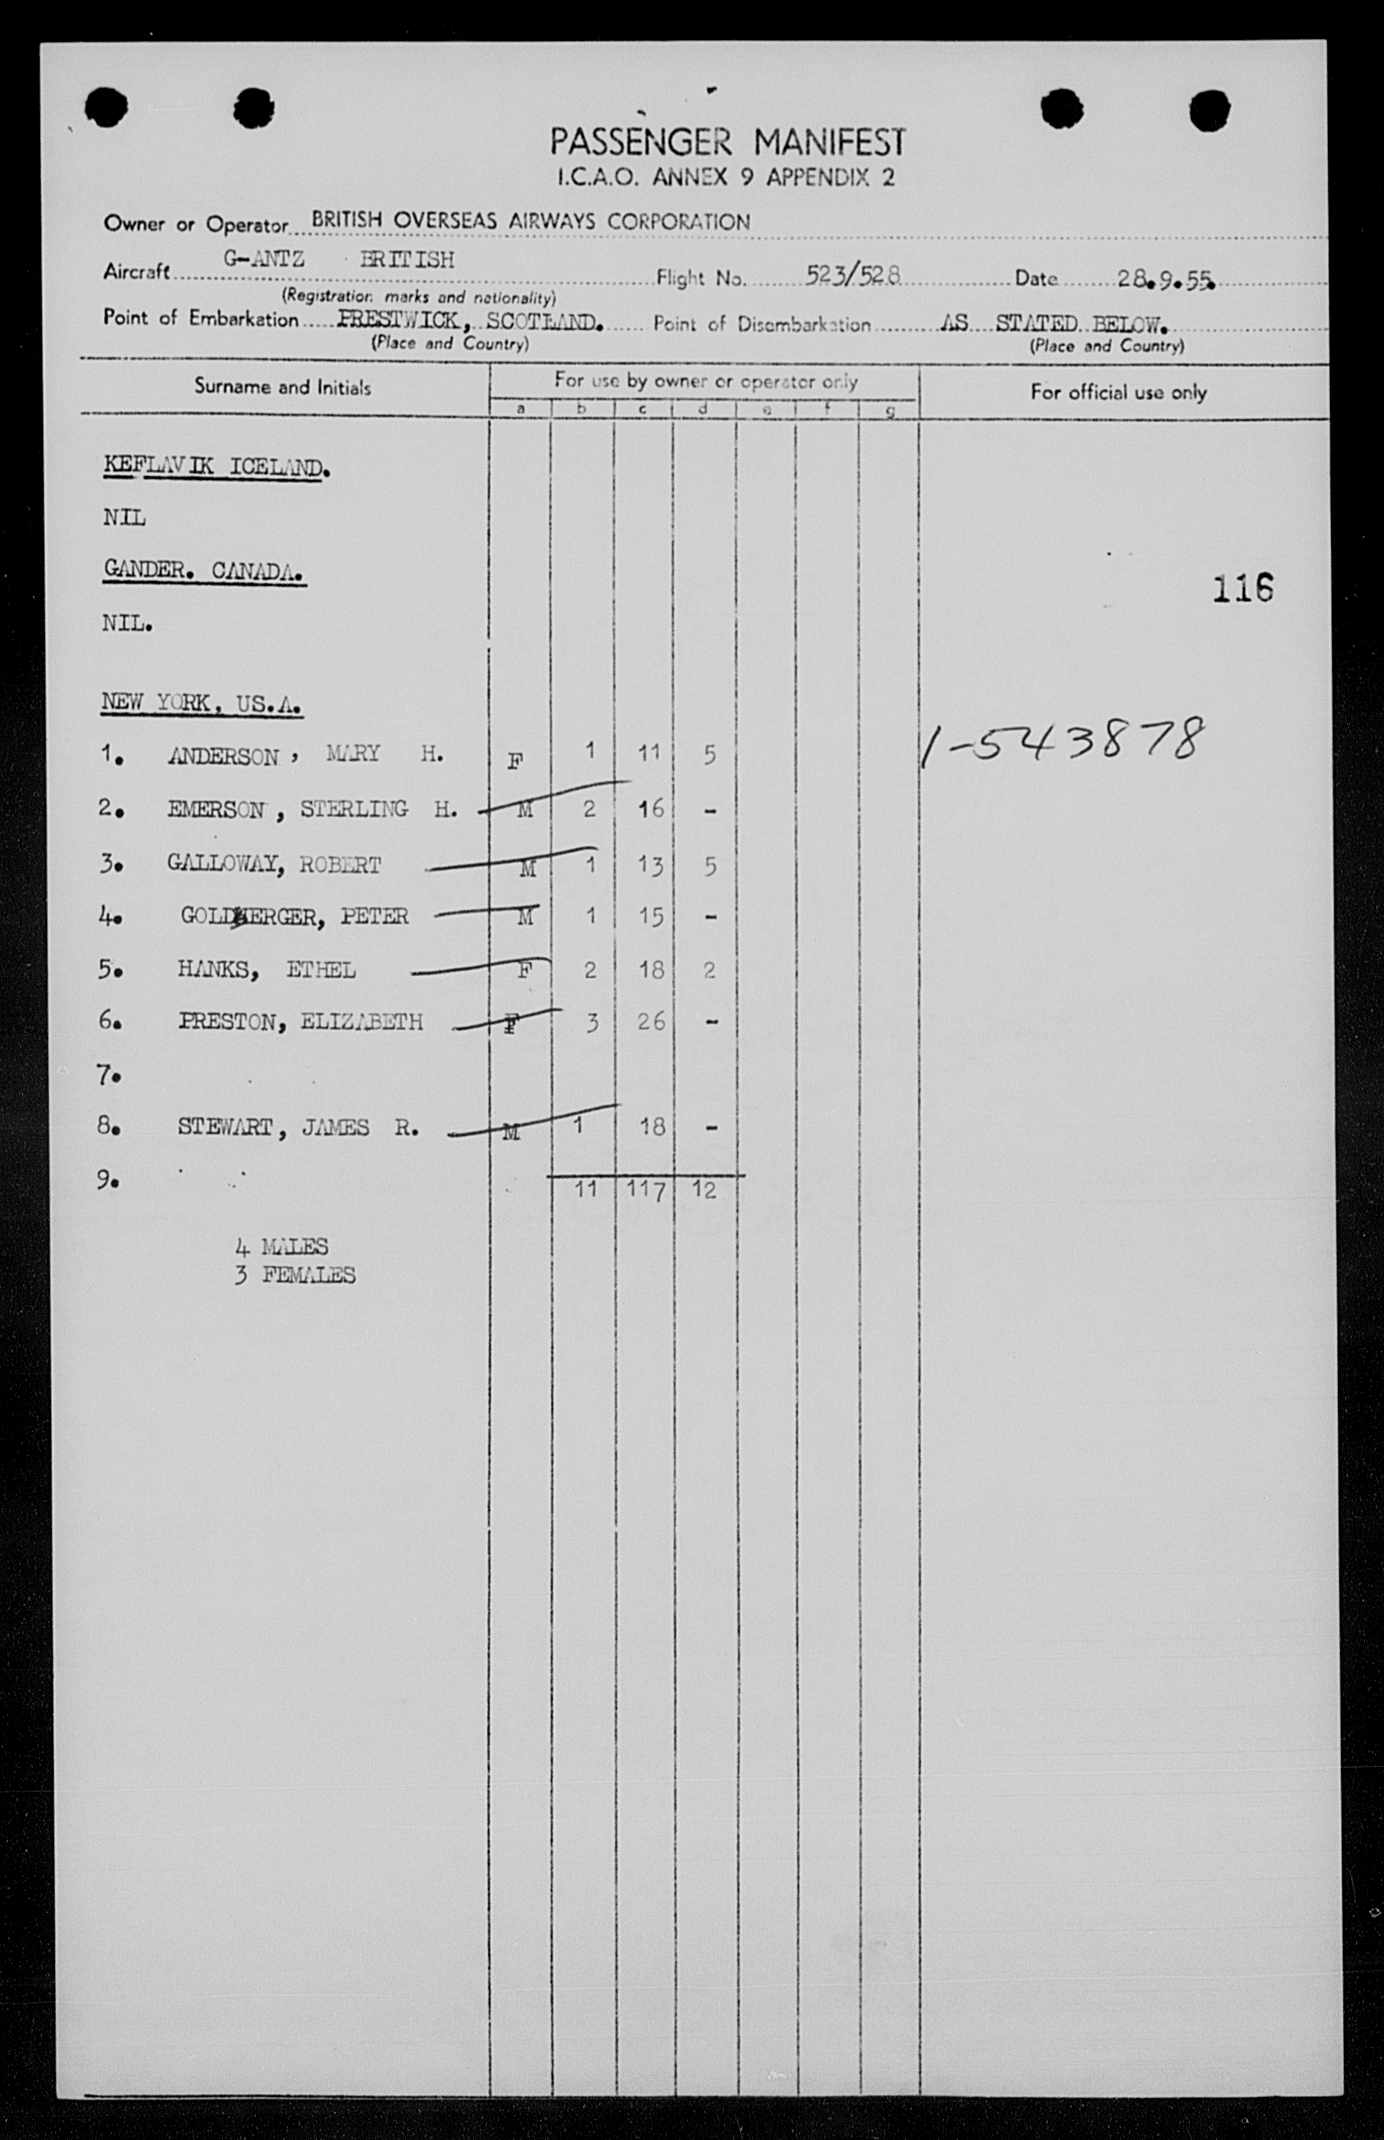 PASSENGER MANIFEST
I.C.A.O. ANNEX 9 APPENDIX 2
Owner or Operator BRITISH OVERSEAS AIRWAYS CORPORATION
Aircraft G-ANTZ BRITISH Flight No. 523/528 Date 28.9.55.
(Registration marks and nationality)
Point of Embarkation PRESTWICK, SCOTLAND. Point of Disembarkation AS STATED BELOW.
(Place and Country) (Place and Country)
Surname and Initials For use by owner or operator only For official use only
a b c d e f g
KEFLAVIK ICELAND.
NIL
GANDER. CANADA.
116
NIL.
NEW YORK, US.A.
1. ANDERSON, MARY H. F 1 11 5 1-543878
2. EMERSON, STERLING H. M 2 16 -
3. GALLOWAY, ROBERT M 1 13 5
4. GOLDBERGER, PETER M 1 15 -
5. HANKS, ETHEL F 2 18 2
6. PRESTON, ELIZABETH F 3 26 -
7.
8. STEWART, JAMES R. M 1 18 -
9. 11 117 12
4 MALES
3 FEMALES